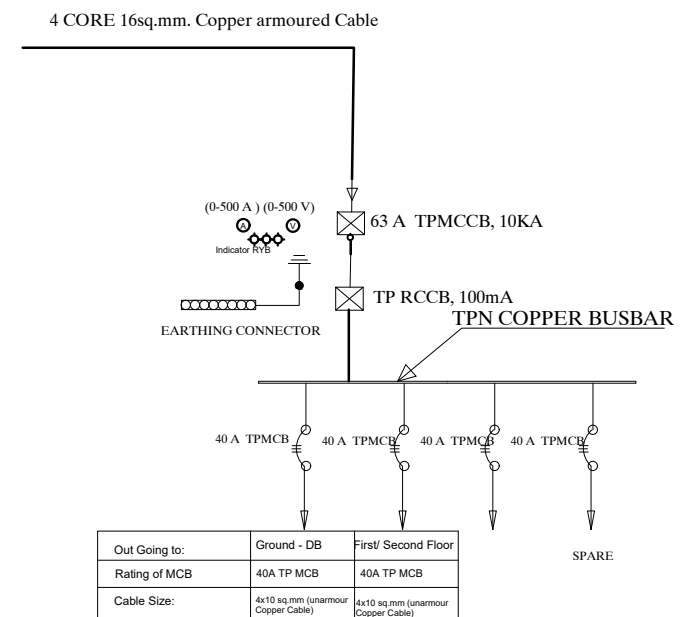 4 CORE 16sq.mm. Copper armoured Cable
(0-500 A ) (0-500 V)
A V
Indicator RYB
63 A TPMCCB, 10KA
TP RCCB, 100mA
EARTHING CONNECTOR
TPN COPPER BUSBAR
40 A TPMCB 40 A TPMCB 40 A TPMCB 40 A TPMCB
SPARE
Out Going to: Ground - DB First/ Second Floor
Rating of MCB 40A TP MCB 40A TP MCB
Cable Size: 4x10 sq.mm (unarmour Copper Cable) 4x10 sq.mm (unarmour Copper Cable)